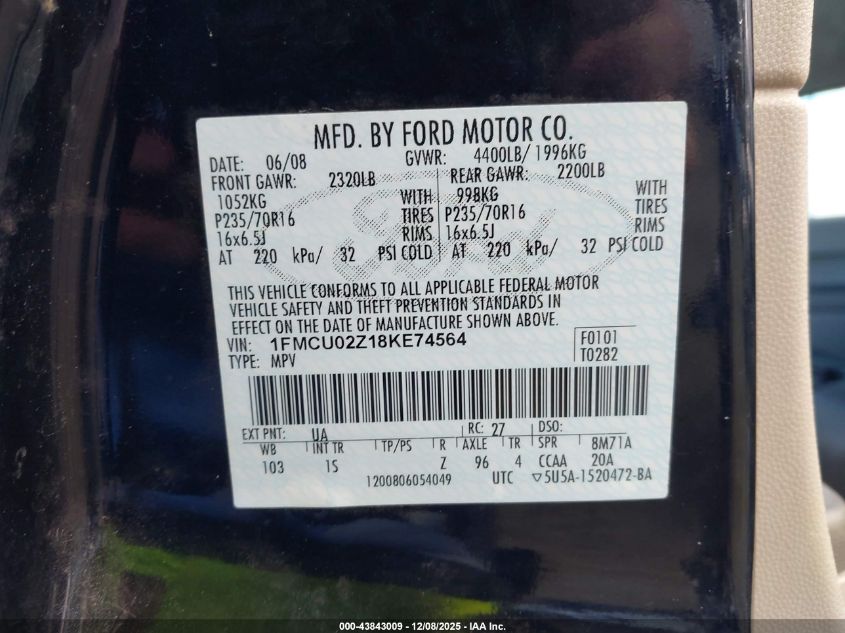 MFD. BY FORD MOTOR CO.
DATE: 06/08 GVWR: 4400LB/ 1996KG
FRONT GAWR: 2320LB REAR GAWR: 2200LB
1052KG WITH 998KG WITH
P235/70R16 TIRES P235/70R16 TIRES
16x6.5J RIMS 16x6.5J RIMS
AT 220 kPa/ 32 PSI COLD AT 220 kPa/ 32 PSI COLD
Ford
THIS VEHICLE CONFORMS TO ALL APPLICABLE FEDERAL MOTOR
VEHICLE SAFETY AND THEFT PREVENTION STANDARDS IN
EFFECT ON THE DATE OF MANUFACTURE SHOWN ABOVE.
VIN: 1FMCU02Z18KE74564 F0101
TYPE: MPV T0282
EXT PNT: UA RC: 27 DSO:
WB INT TR TP/PS R AXLE TR SPR 8M71A
103 1S Z 96 4 CCAA 20A
1200806054049 UTC ▽5U5A-1520472-BA
000-43843009 - 12/08/2025 - IAA Inc.